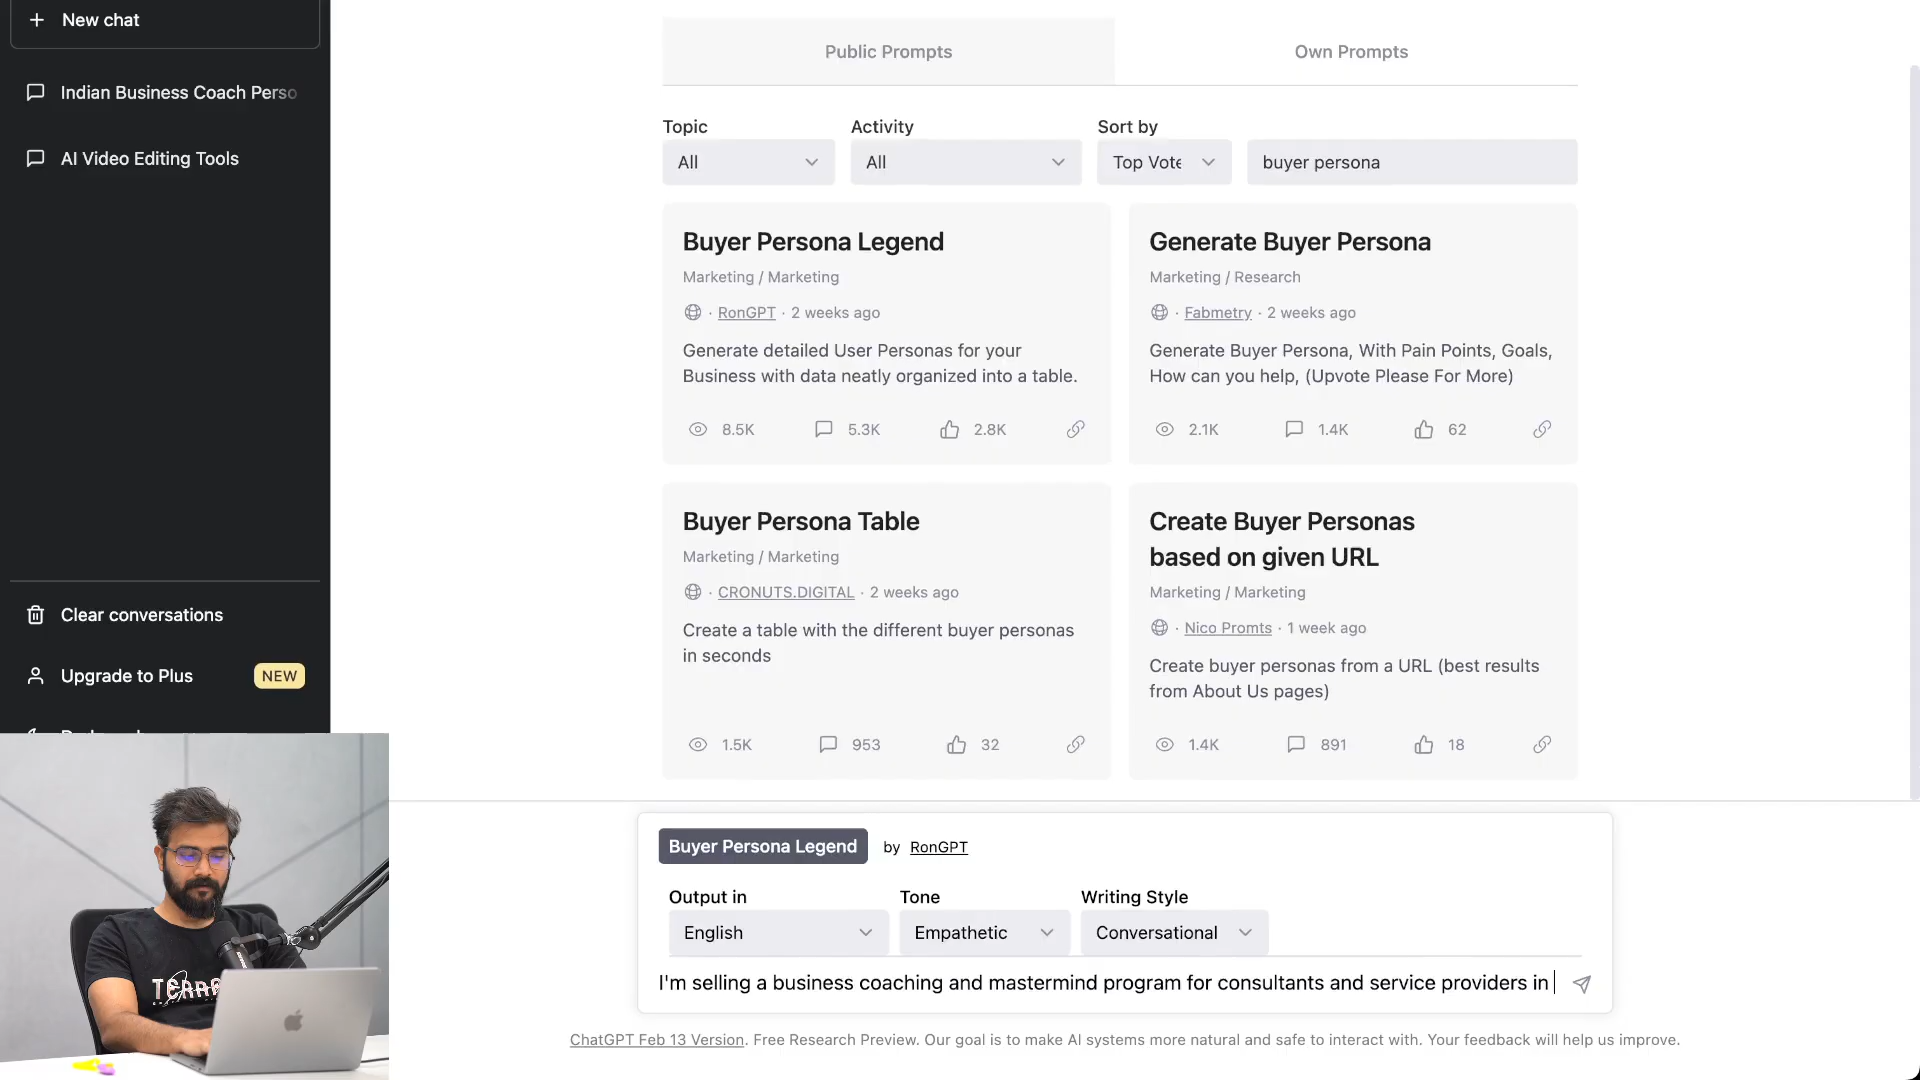 New chat
Indian Business Coach Perso
AI Video Editing Tools
Clear conversations
Upgrade to Plus
NEW
Public Prompts
Own Prompts
Topic
Activity
Sort by
All
All
Top Vote
buyer persona
Buyer Persona Legend
Marketing / Marketing
· RonGPT · 2 weeks ago
Generate detailed User Personas for your
Business with data neatly organized into a table.
8.5K
5.3K
2.8K
Generate Buyer Persona
Marketing / Research
· Fabmetry · 2 weeks ago
Generate Buyer Persona, With Pain Points, Goals,
How can you help, (Upvote Please For More)
2.1K
1.4K
62
Buyer Persona Table
Marketing / Marketing
· CRONUTS.DIGITAL · 2 weeks ago
Create a table with the different buyer personas
in seconds
1.5K
953
32
Create Buyer Personas
based on given URL
Marketing / Marketing
· Nico Promts · 1 week ago
Create buyer personas from a URL (best results
from About Us pages)
1.4K
891
18
Buyer Persona Legend by RonGPT
Output in
Tone
Writing Style
English
Empathetic
Conversational
I'm selling a business coaching and mastermind program for consultants and service providers in
ChatGPT Feb 13 Version. Free Research Preview. Our goal is to make AI systems more natural and safe to interact with. Your feedback will help us improve.